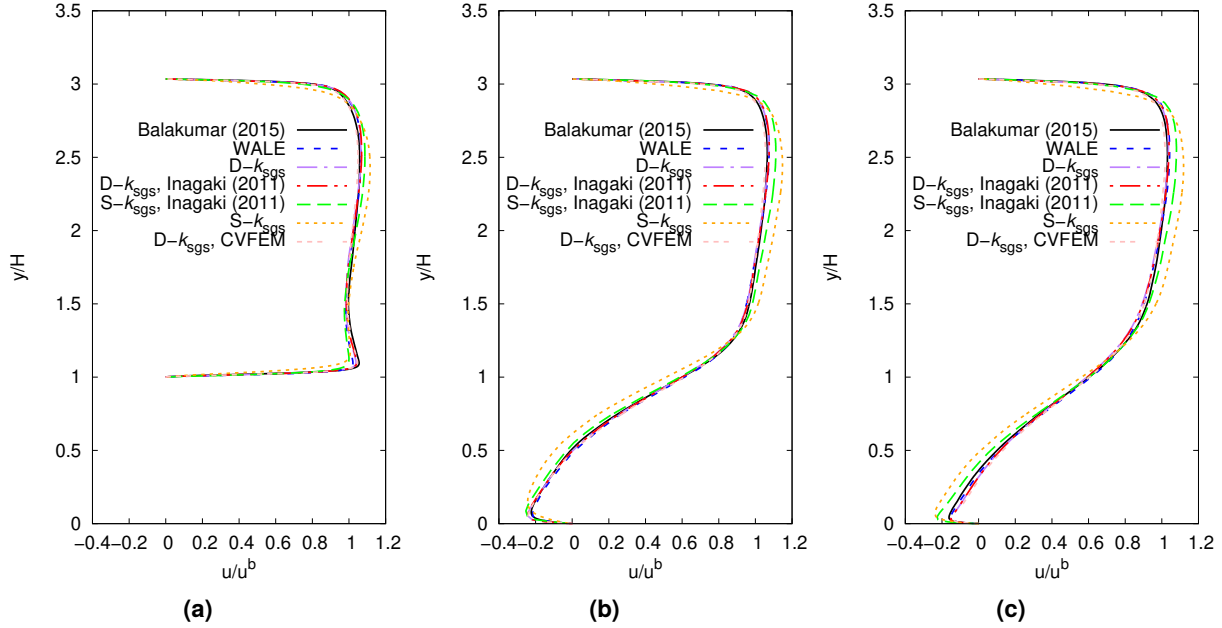 3.5
3
2.5
2
1.5
1
0.5
0
y/H
Balakumar (2015)
WALE
D−ksgs
D−ksgs, Inagaki (2011)
S−ksgs, Inagaki (2011)
S−ksgs
D−ksgs, CVFEM
−0.4−0.2 0 0.2 0.4 0.6 0.8 1 1.2
u/u^b
(a)
3.5
3
2.5
2
1.5
1
0.5
0
y/H
Balakumar (2015)
WALE
D−ksgs
D−ksgs, Inagaki (2011)
S−ksgs, Inagaki (2011)
S−ksgs
D−ksgs, CVFEM
−0.4−0.2 0 0.2 0.4 0.6 0.8 1 1.2
u/u^b
(b)
3.5
3
2.5
2
1.5
1
0.5
0
y/H
Balakumar (2015)
WALE
D−ksgs
D−ksgs, Inagaki (2011)
S−ksgs, Inagaki (2011)
S−ksgs
D−ksgs, CVFEM
−0.4−0.2 0 0.2 0.4 0.6 0.8 1 1.2
u/u^b
(c)